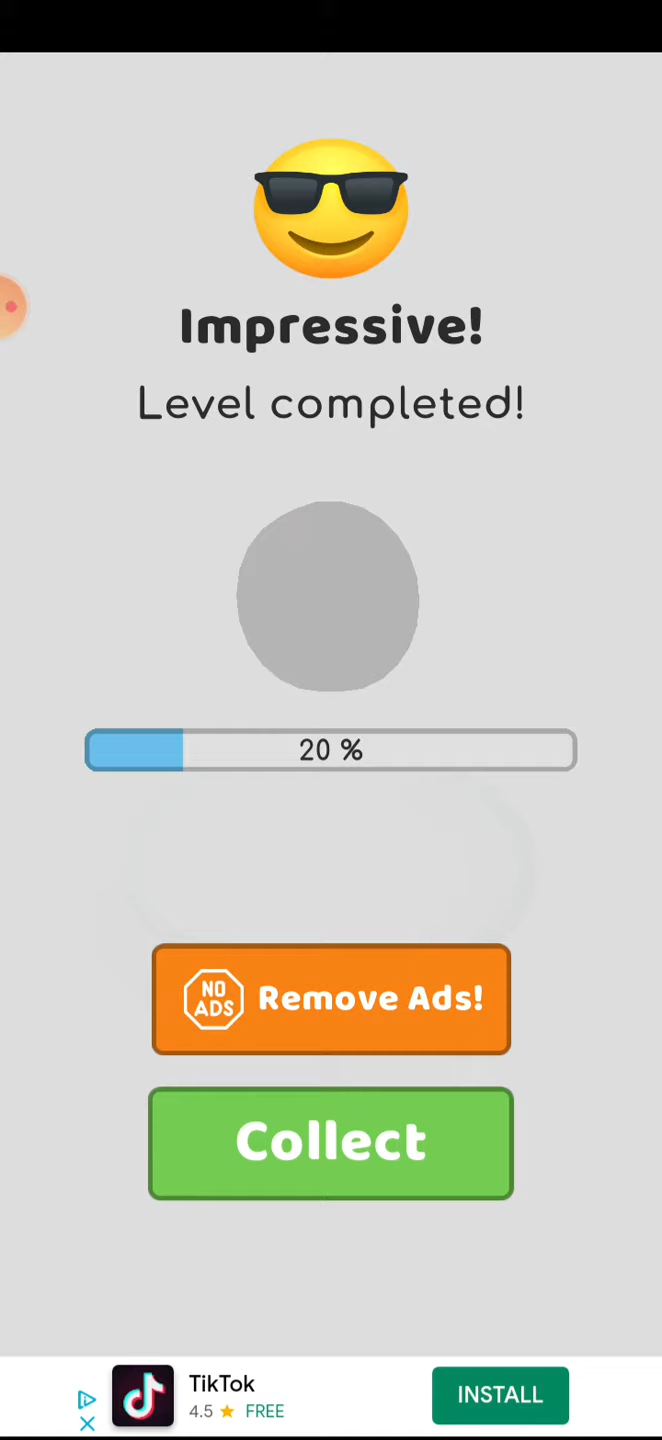 Impressive!
Level completed!
20 %
NO
ADS
Remove Ads!
Collect
TikTok
4.5 ★ FREE
INSTALL